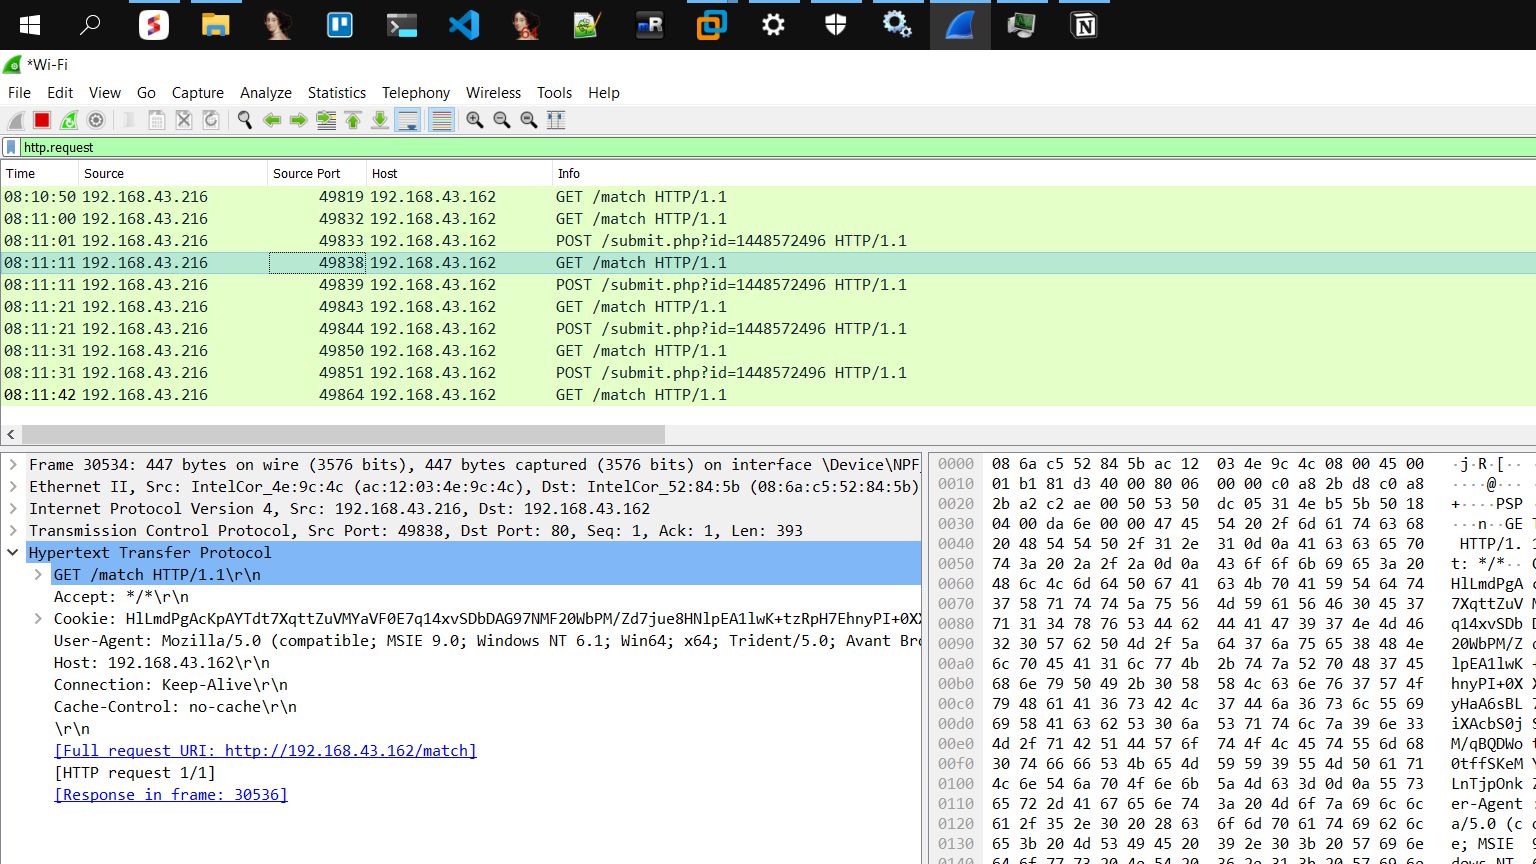 *Wi-Fi
File Edit View Go Capture Analyze Statistics Telephony Wireless Tools Help
http.request
Time Source Source Port Host Info
08:10:50 192.168.43.216 49819 192.168.43.162 GET /match HTTP/1.1
08:11:00 192.168.43.216 49832 192.168.43.162 GET /match HTTP/1.1
08:11:01 192.168.43.216 49833 192.168.43.162 POST /submit.php?id=1448572496 HTTP/1.1
08:11:11 192.168.43.216 49838 192.168.43.162 GET /match HTTP/1.1
08:11:11 192.168.43.216 49839 192.168.43.162 POST /submit.php?id=1448572496 HTTP/1.1
08:11:21 192.168.43.216 49843 192.168.43.162 GET /match HTTP/1.1
08:11:21 192.168.43.216 49844 192.168.43.162 POST /submit.php?id=1448572496 HTTP/1.1
08:11:31 192.168.43.216 49850 192.168.43.162 GET /match HTTP/1.1
08:11:31 192.168.43.216 49851 192.168.43.162 POST /submit.php?id=1448572496 HTTP/1.1
08:11:42 192.168.43.216 49864 192.168.43.162 GET /match HTTP/1.1
Frame 30534: 447 bytes on wire (3576 bits), 447 bytes captured (3576 bits) on interface \Device\NPF_
Ethernet II, Src: IntelCor_4e:9c:4c (ac:12:03:4e:9c:4c), Dst: IntelCor_52:84:5b (08:6a:c5:52:84:5b)
Internet Protocol Version 4, Src: 192.168.43.216, Dst: 192.168.43.162
Transmission Control Protocol, Src Port: 49838, Dst Port: 80, Seq: 1, Ack: 1, Len: 393
Hypertext Transfer Protocol
GET /match HTTP/1.1\r\n
Accept: */*\r\n
Cookie: HlLmdPgAcKpAYTdt7XqttZuVMYaVF0E7q14xvSDbDAG97NMF20WbPM/Zd7jue8HNlpEA1lwK+tzRpH7EhnyPI+0XX
User-Agent: Mozilla/5.0 (compatible; MSIE 9.0; Windows NT 6.1; Win64; x64; Trident/5.0; Avant Bro
Host: 192.168.43.162\r\n
Connection: Keep-Alive\r\n
Cache-Control: no-cache\r\n
\r\n
[Full request URI: http://192.168.43.162/match]
[HTTP request 1/1]
[Response in frame: 30536]
0000 08 6a c5 52 84 5b ac 12 03 4e 9c 4c 08 00 45 00 ·j·R·[·
0010 01 b1 81 d3 40 00 80 06 00 00 c0 a8 2b d8 c0 a8 ····@···
0020 2b a2 c2 ae 00 50 53 50 dc 05 31 4e b5 5b 50 18 +····PSP
0030 04 00 da 6e 00 00 47 45 54 20 2f 6d 61 74 63 68 ···n··GE T
0040 20 48 54 54 50 2f 31 2e 31 0d 0a 41 63 63 65 70 HTTP/1. 1
0050 74 3a 20 2a 2f 2a 0d 0a 43 6f 6f 6b 69 65 3a 20 t: */*·· C
0060 48 6c 4c 6d 64 50 67 41 63 4b 70 41 59 54 64 74 HlLmdPgA c
0070 37 58 71 74 74 5a 75 56 4d 59 61 56 46 30 45 37 7XqttZuV M
0080 71 31 34 78 76 53 44 62 44 41 47 39 37 4e 4d 46 q14xvSDb D
0090 32 30 57 62 50 4d 2f 5a 64 37 6a 75 65 38 48 4e 20WbPM/Z d
00a0 6c 70 45 41 31 6c 77 4b 2b 74 7a 52 70 48 37 45 lpEA1lwK +
00b0 68 6e 79 50 49 2b 30 58 58 4c 63 6e 76 37 57 4f hnyPI+0X X
00c0 79 48 61 41 36 73 42 4c 37 44 6a 36 73 6c 55 69 yHaA6sBL 7
00d0 69 58 41 63 62 53 30 6a 53 71 74 6c 7a 39 6e 33 iXAcbS0j S
00e0 4d 2f 71 42 51 44 57 6f 74 4f 4c 45 74 55 6d 68 M/qBQDWo t
00f0 30 74 66 66 53 4b 65 4d 59 59 39 55 4d 50 61 71 0tffSKeM Y
0100 4c 6e 54 6a 70 4f 6e 6b 5a 4d 63 3d 0d 0a 55 73 LnTjpOnk Z
0110 65 72 2d 41 67 65 6e 74 3a 20 4d 6f 7a 69 6c 6c er-Agent :
0120 61 2f 35 2e 30 20 28 63 6f 6d 70 61 74 69 62 6c a/5.0 (c o
0130 65 3b 20 4d 53 49 45 20 39 2e 30 3b 20 57 69 6e e; MSIE 9
0140 64 6f 77 73 20 4e 54 20 36 2e 31 3b 20 57 69 6e dows NT 6